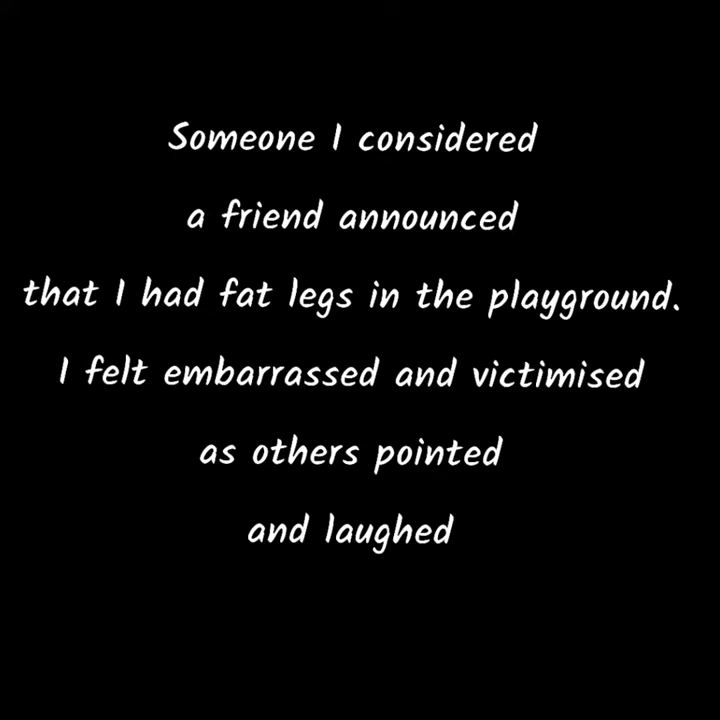 Someone I considered
a friend announced
that I had fat legs in the playground.
I felt embarrassed and victimised
as others pointed
and laughed